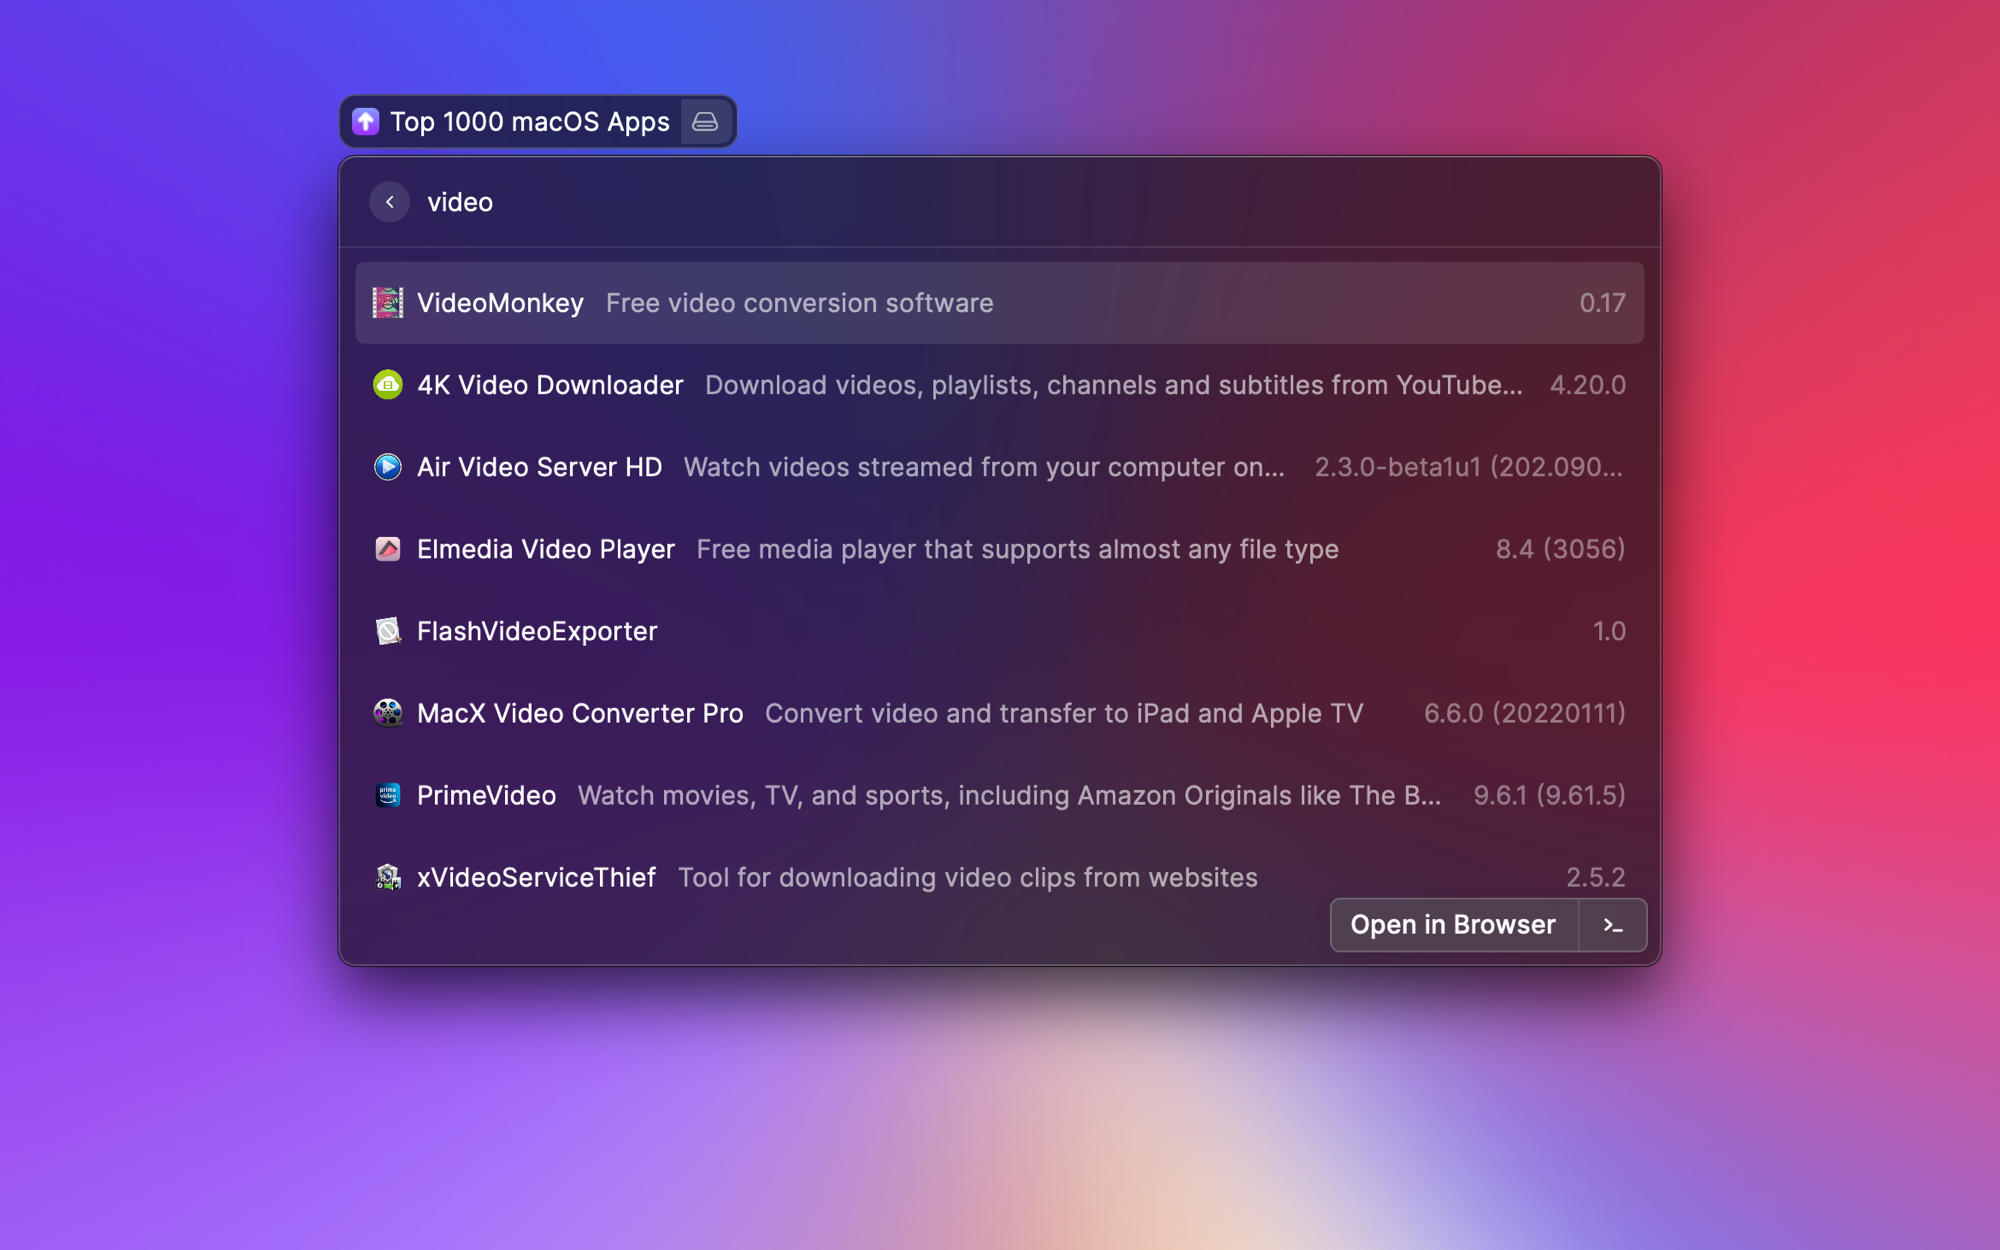 Top 1000 macOS Apps
video
VideoMonkey Free video conversion software 0.17
4K Video Downloader Download videos, playlists, channels and subtitles from YouTube... 4.20.0
Air Video Server HD Watch videos streamed from your computer on... 2.3.0-beta1u1 (202.090...
Elmedia Video Player Free media player that supports almost any file type 8.4 (3056)
FlashVideoExporter 1.0
MacX Video Converter Pro Convert video and transfer to iPad and Apple TV 6.6.0 (20220111)
prime video PrimeVideo Watch movies, TV, and sports, including Amazon Originals like The B... 9.6.1 (9.61.5)
xVideoServiceThief Tool for downloading video clips from websites 2.5.2
Open in Browser >_